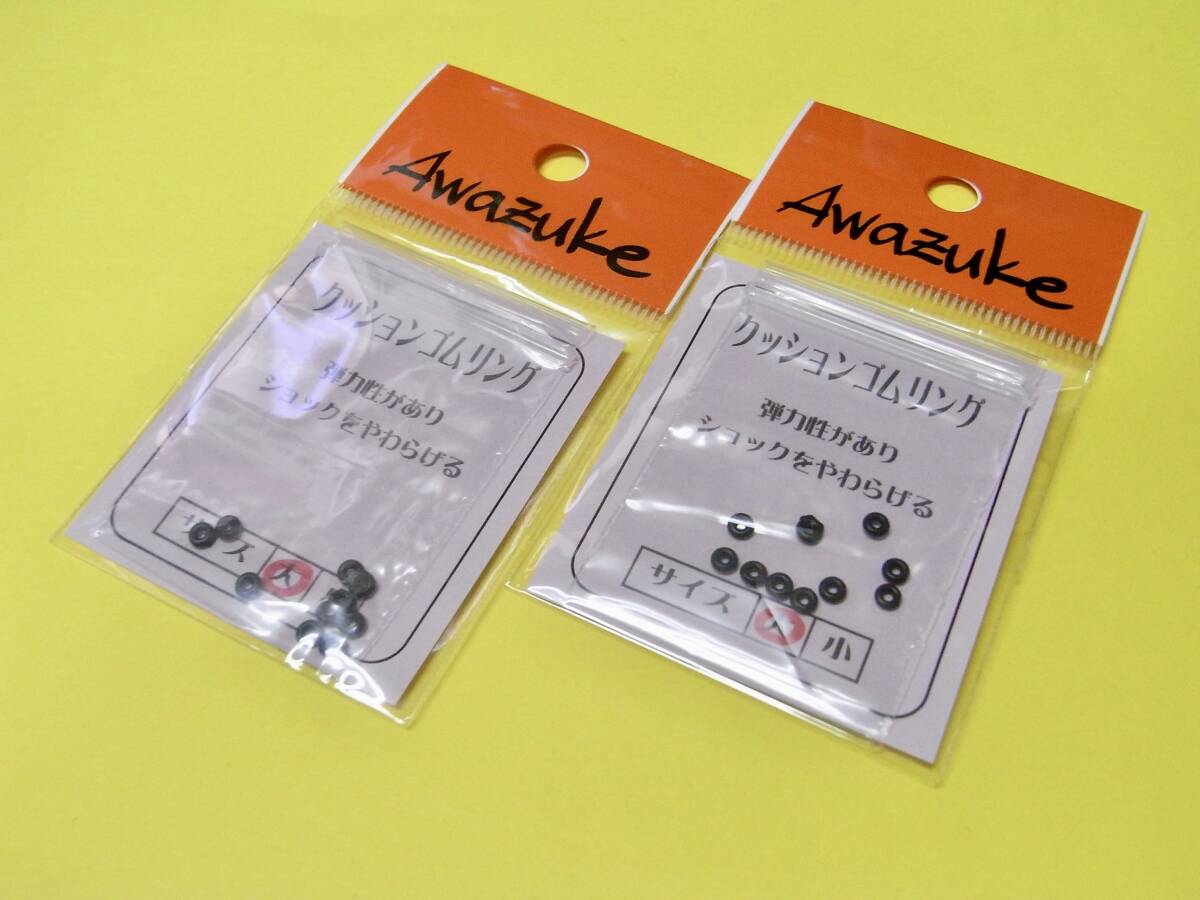 Awazuke
クッションゴムリング
弾力性があり
ショックをやわらげる
サイズ 大
Awazuke
クッションゴムリング
弾力性があり
ショックをやわらげる
サイズ 大 小